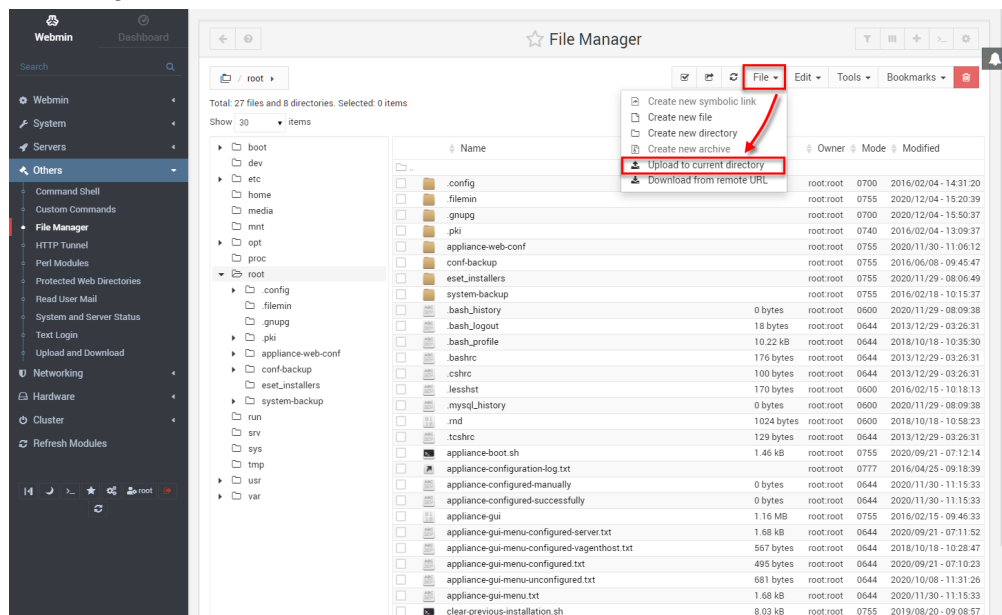 Webmin Dashboard
Search
Webmin
System
Servers
Others
Command Shell
Custom Commands
File Manager
HTTP Tunnel
Perl Modules
Protected Web Directories
Read User Mail
System and Server Status
Text Login
Upload and Download
Networking
Hardware
Cluster
Refresh Modules
root
File Manager
/ root
File Edit Tools Bookmarks
Total: 27 files and 8 directories. Selected: 0 items
Show 30 items
Create new symbolic link
Create new file
Create new directory
Create new archive
Upload to current directory
Download from remote URL
boot
dev
etc
home
media
mnt
opt
proc
root
.config
.filemin
.gnupg
.pki
appliance-web-conf
conf-backup
eset_installers
system-backup
run
srv
sys
tmp
usr
var
Name Owner Mode Modified
..
.config root:root 0700 2016/02/04 - 14:31:20
.filemin root:root 0755 2020/12/04 - 15:20:39
.gnupg root:root 0700 2020/12/04 - 15:50:37
.pki root:root 0740 2016/02/04 - 13:09:37
appliance-web-conf root:root 0755 2020/11/30 - 11:06:12
conf-backup root:root 0755 2016/06/08 - 09:45:47
eset_installers root:root 0755 2020/11/29 - 08:06:49
system-backup root:root 0755 2016/02/18 - 10:15:37
.bash_history 0 bytes root:root 0600 2020/11/29 - 08:09:38
.bash_logout 18 bytes root:root 0644 2013/12/29 - 03:26:31
.bash_profile 10.22 kB root:root 0644 2018/10/18 - 10:35:30
.bashrc 176 bytes root:root 0644 2013/12/29 - 03:26:31
.cshrc 100 bytes root:root 0644 2013/12/29 - 03:26:31
.lesshst 170 bytes root:root 0600 2016/02/15 - 10:18:13
.mysql_history 0 bytes root:root 0600 2020/11/29 - 08:09:38
.rnd 1024 bytes root:root 0600 2018/10/18 - 10:58:23
.tcshrc 129 bytes root:root 0644 2013/12/29 - 03:26:31
appliance-boot.sh 1.46 kB root:root 0755 2020/09/21 - 07:12:14
appliance-configuration-log.txt root:root 0777 2016/04/25 - 09:18:39
appliance-configured-manually 0 bytes root:root 0644 2020/11/30 - 11:15:33
appliance-configured-successfully 0 bytes root:root 0644 2020/11/30 - 11:15:33
appliance-gui 1.16 MB root:root 0755 2016/02/15 - 09:46:33
appliance-gui-menu-configured-server.txt 1.68 kB root:root 0644 2020/09/21 - 07:11:52
appliance-gui-menu-configured-vagenthost.txt 567 bytes root:root 0644 2018/10/18 - 10:28:47
appliance-gui-menu-configured.txt 495 bytes root:root 0644 2020/09/21 - 07:10:23
appliance-gui-menu-unconfigured.txt 681 bytes root:root 0644 2020/10/08 - 11:31:26
appliance-gui-menu.txt 1.68 kB root:root 0644 2020/11/30 - 11:15:33
clear-previous-installation.sh 8.03 kB root:root 0755 2019/08/20 - 09:08:57